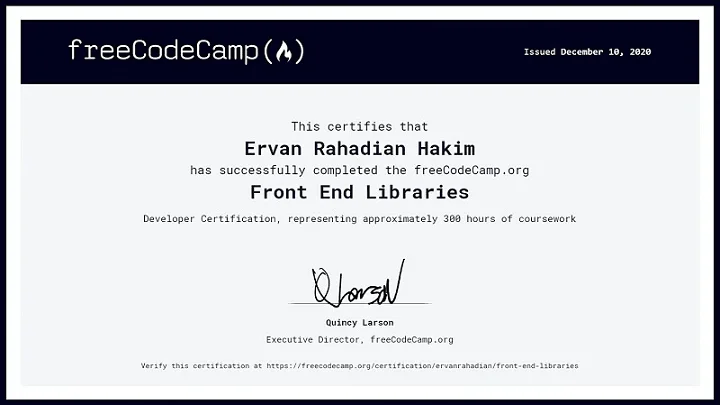 freeCodeCamp(🔥)
Issued December 10, 2020
This certifies that
Ervan Rahadian Hakim
has successfully completed the freeCodeCamp.org
Front End Libraries
Developer Certification, representing approximately 300 hours of coursework
Q Larson
Quincy Larson
Executive Director, freeCodeCamp.org
Verify this certification at https://freecodecamp.org/certification/ervanrahadian/front-end-libraries